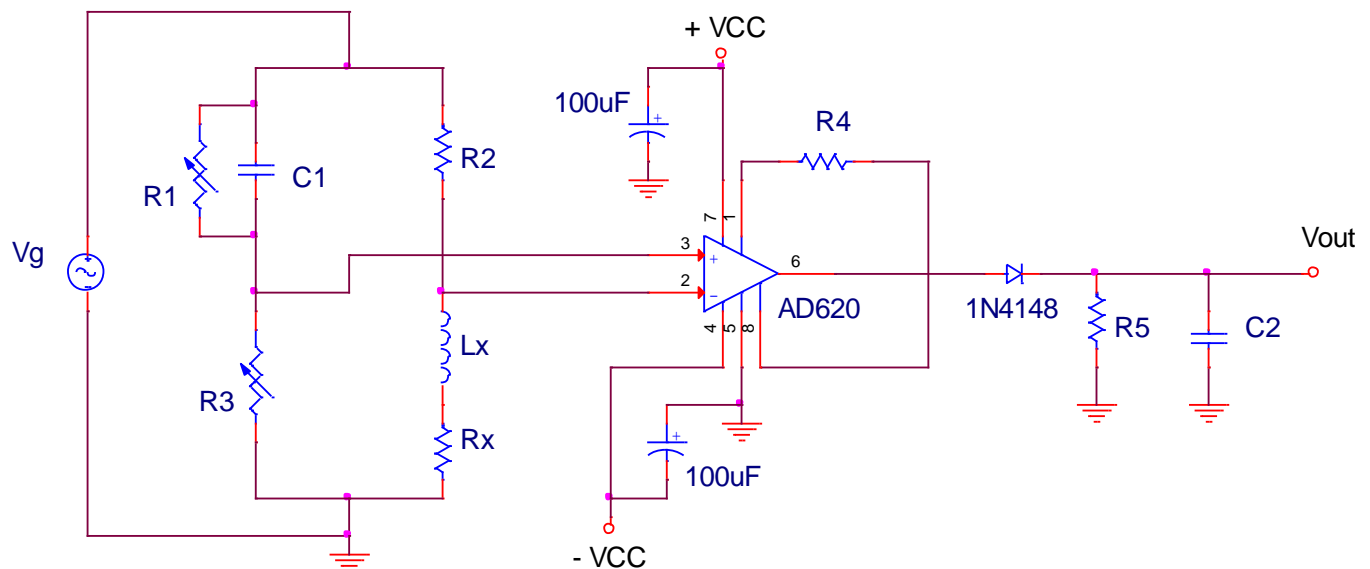 + VCC
100uF
R4
R2
R1
C1
7
1
Vg
3
+
6
Vout
2
-
AD620
1N4148
4
5
8
R5
C2
Lx
R3
Rx
100uF
- VCC